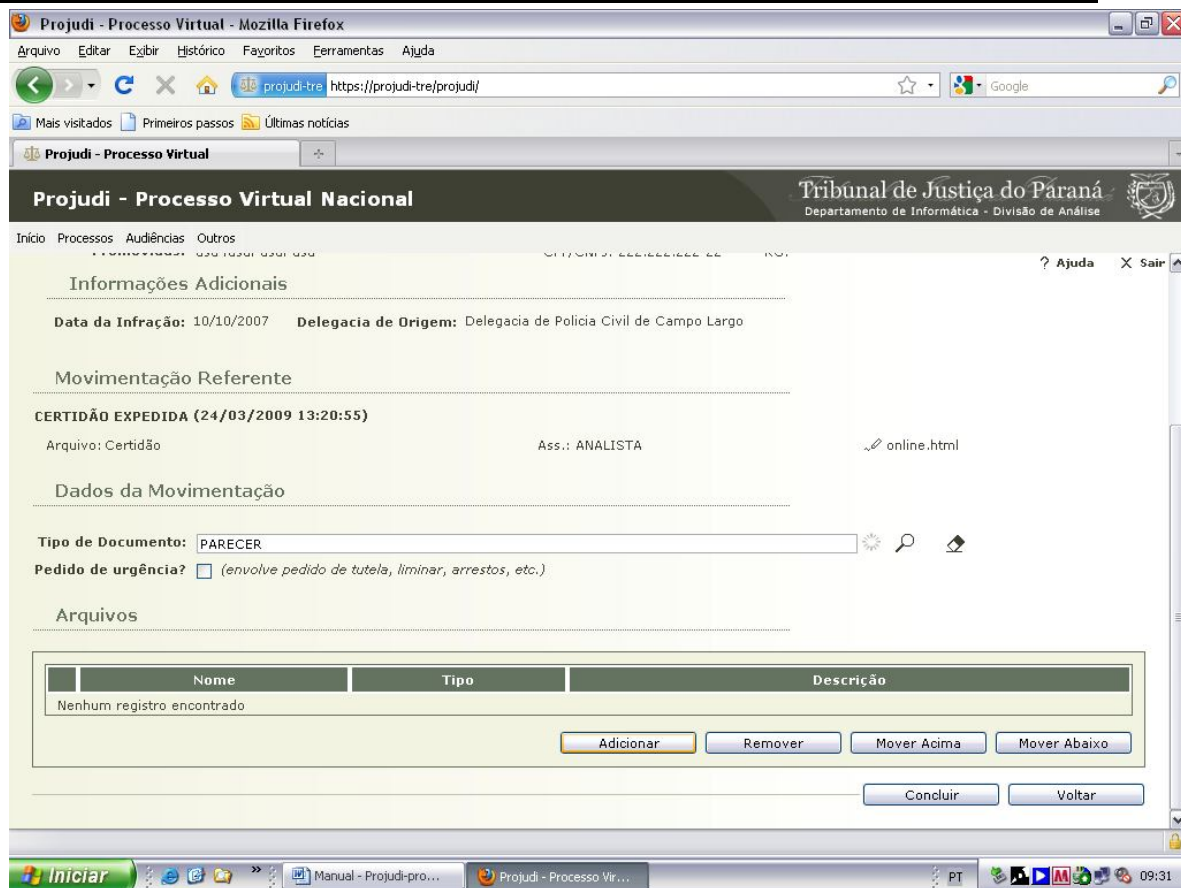 Projudi - Processo Virtual - Mozilla Firefox
Arquivo Editar Exibir Histórico Favoritos Ferramentas Ajuda
projudi-tre https://projudi-tre/projudi/ Google
Mais visitados Primeiros passos Últimas notícias
Projudi - Processo Virtual
Projudi - Processo Virtual Nacional
Tribunal de Justiça do Paraná
Departamento de Informática - Divisão de Análise
Início Processos Audiências Outros
? Ajuda X Sair
Informações Adicionais
Data da Infração: 10/10/2007 Delegacia de Origem: Delegacia de Policia Civil de Campo Largo
Movimentação Referente
CERTIDÃO EXPEDIDA (24/03/2009 13:20:55)
Arquivo: Certidão Ass.: ANALISTA online.html
Dados da Movimentação
Tipo de Documento: PARECER
Pedido de urgência? (envolve pedido de tutela, liminar, arrestos, etc.)
Arquivos
Nome Tipo Descrição
Nenhum registro encontrado
Adicionar Remover Mover Acima Mover Abaixo
Concluir Voltar
Iniciar » Manual - Projudi-pro... Projudi - Processo Vir... PT 09:31